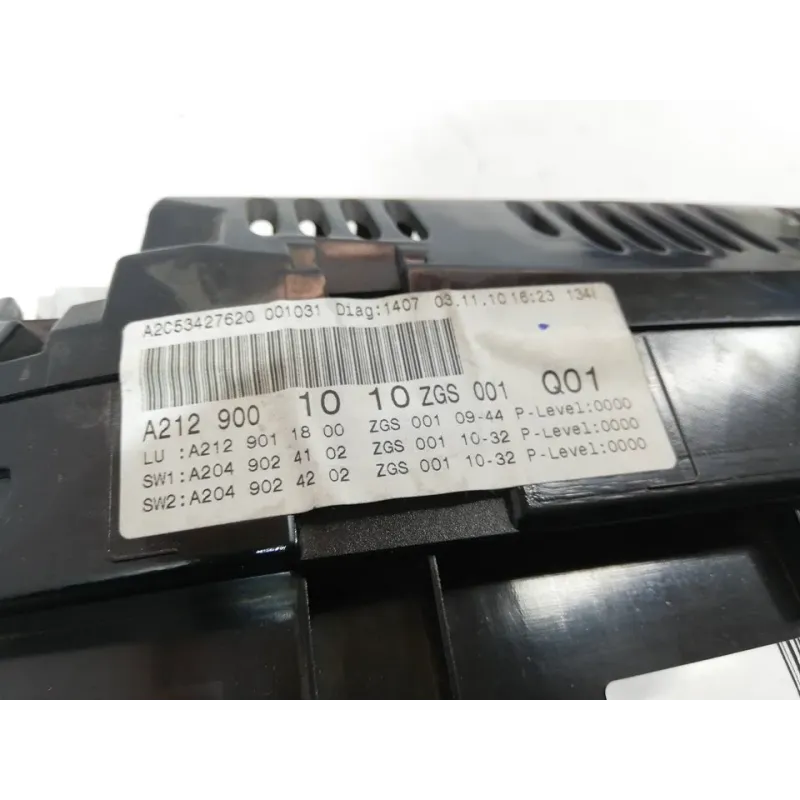 A2C53427620 001031 Diag:1407 03.11.10 16:23 134
A212 900 10 10 ZGS 001 Q01
LU :A212 901 18 00 ZGS 001 09-44 P-Level:0000
SW1:A204 902 41 02 ZGS 001 10-32 P-Level:0000
SW2:A204 902 42 02 ZGS 001 10-32 P-Level:0000